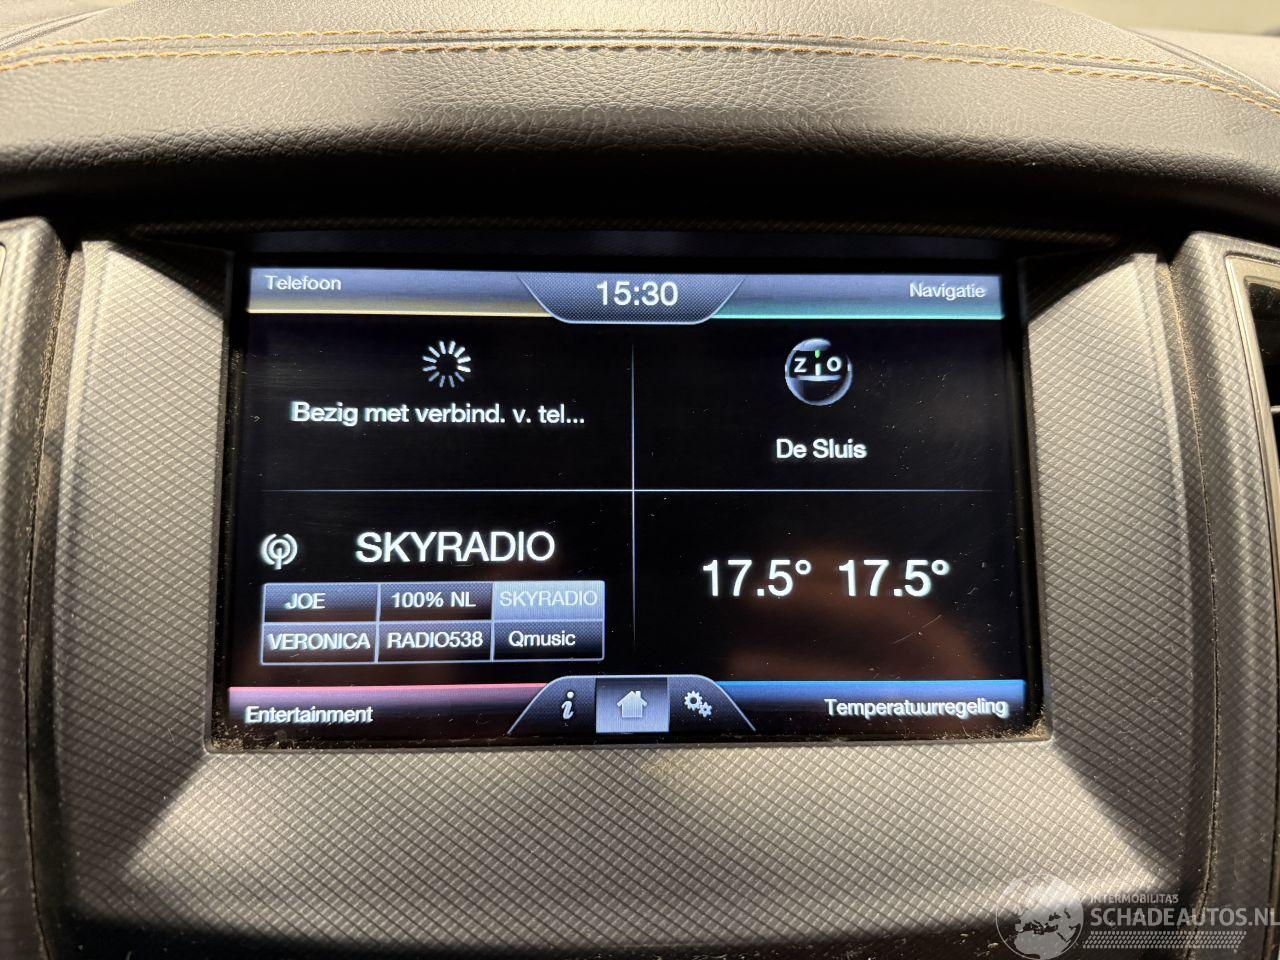 Telefoon
15:30
Navigatie
Bezig met verbind. v. tel...
Z O
De Sluis
SKYRADIO
JOE
100% NL
SKYRADIO
VERONICA
RADIO538
Qmusic
17.5° 17.5°
Entertainment
i
Temperatuurregeling
INTERMOBILITAS
SCHADEAUTOS.NL